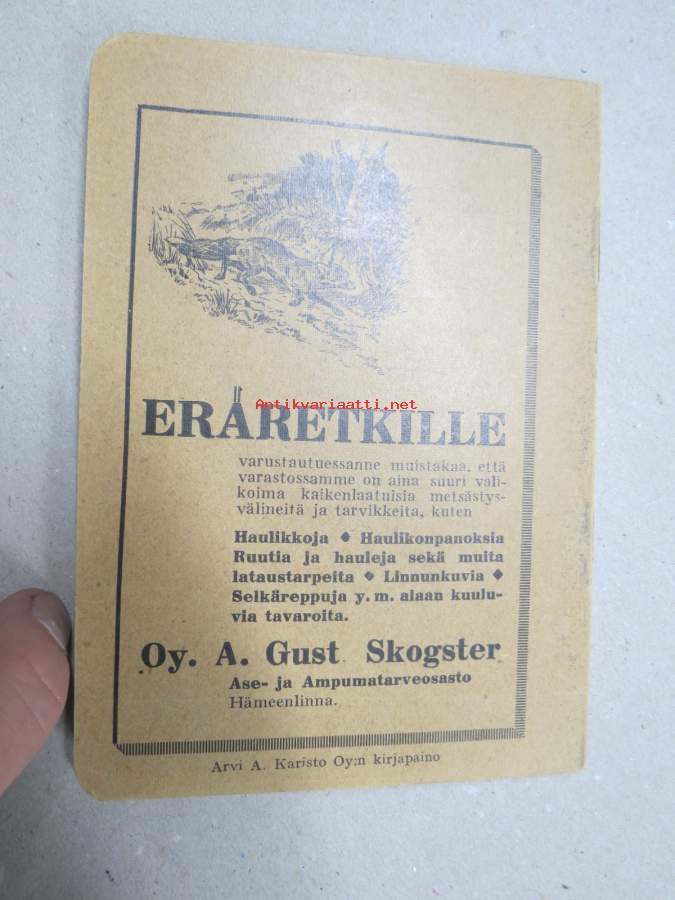 Antikvariaatti.net
ERÄRETKILLE
varustautuessanne muistakaa, että
varastossamme on aina suuri vali-
koima kaikenlaatuisia metsästys-
välineitä ja tarvikkeita, kuten
Haulikkoja ◆ Haulikonpanoksia
Ruutia ja hauleja sekä muita
lataustarpeita ◆ Linnunkuvia ◆
Selkäreppuja y. m. alaan kuulu-
via tavaroita.
Oy. A. Gust Skogster
Ase- ja Ampumatarveosasto
Hämeenlinna.
Arvi A. Karisto Oy:n kirjapaino